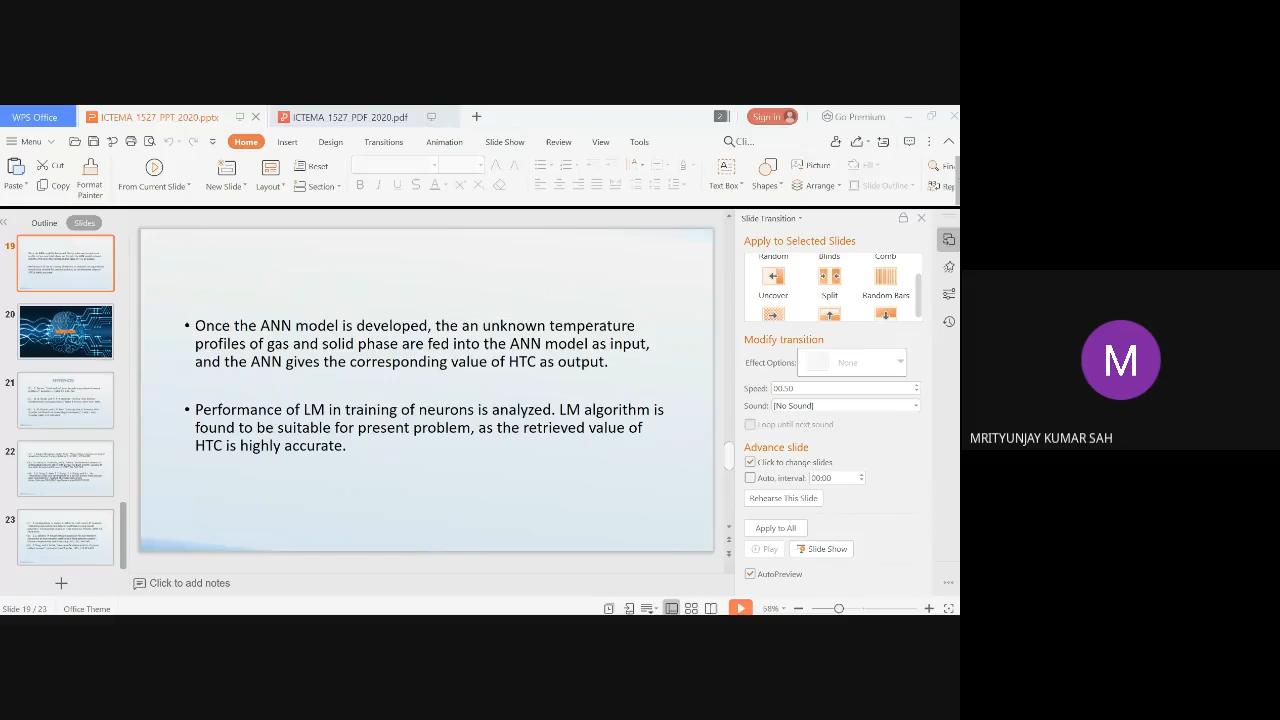 WPS Office
ICTEMA_1527_PPT_2020.pptx
ICTEMA_1527_PDF_2020.pdf
2
Sign in
Go Premium
Menu
Home
Insert
Design
Transitions
Animation
Slide Show
Review
View
Tools
Cli...
Paste
Cut
Copy
Format
Painter
From Current Slide
New Slide
Layout
Reset
Section
B I U S A
Text Box
Shapes
Picture
Arrange
Fill
Slide Outline
Outline
Slides
19
20
21
22
23
• Once the ANN model is developed, the an unknown temperature
profiles of gas and solid phase are fed into the ANN model as input,
and the ANN gives the corresponding value of HTC as output.
• Performance of LM in training of neurons is analyzed. LM algorithm is
found to be suitable for present problem, as the retrieved value of
HTC is highly accurate.
Slide Transition
Apply to Selected Slides
Random
Blinds
Comb
Uncover
Split
Random Bars
Modify transition
Effect Options:
None
Speed: 00.50
Sound: [No Sound]
Loop until next sound
Advance slide
Click to change slides
Auto, interval: 00:00
Rehearse This Slide
Apply to All
Play
Slide Show
AutoPreview
Click to add notes
Slide 19 / 23
Office Theme
58%
M
MRITYUNJAY KUMAR SAH